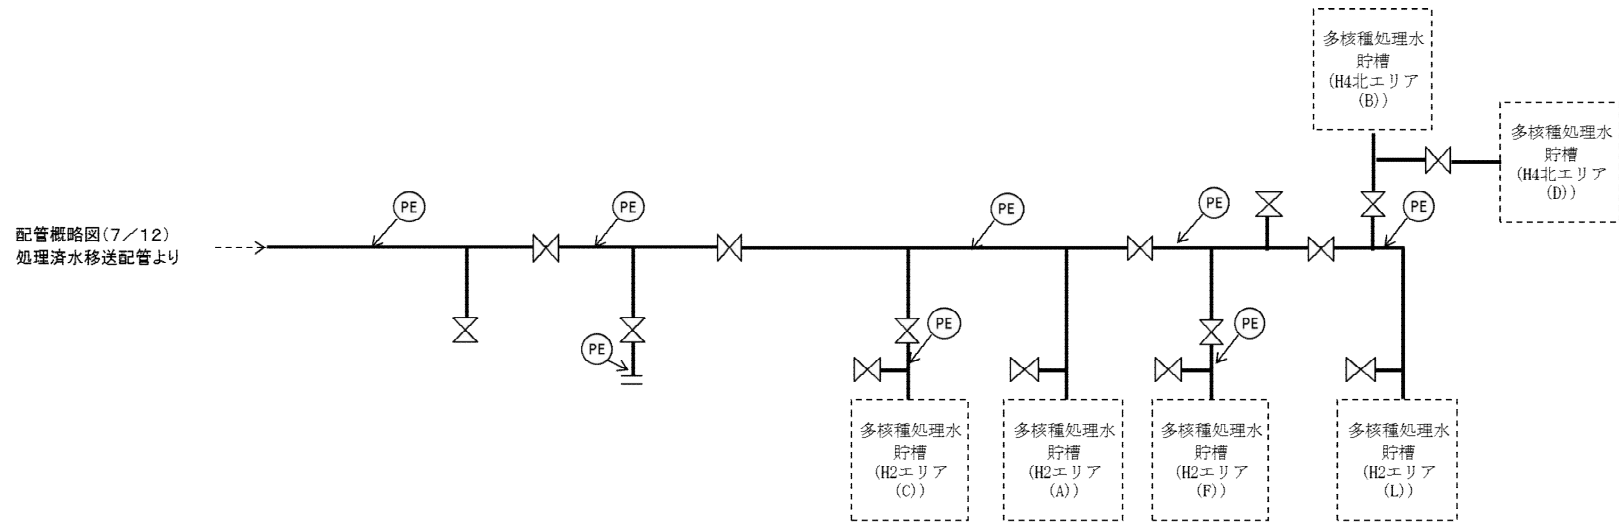 多核種処理水
貯槽
(H4北エリア
(B))
多核種処理水
貯槽
(H4北エリア
(D))
PE
PE
PE
PE
PE
配管概略図(7／12)
処理済水移送配管より
PE
PE
PE
多核種処理水
貯槽
(H2エリア
(C))
多核種処理水
貯槽
(H2エリア
(A))
多核種処理水
貯槽
(H2エリア
(F))
多核種処理水
貯槽
(H2エリア
(L))